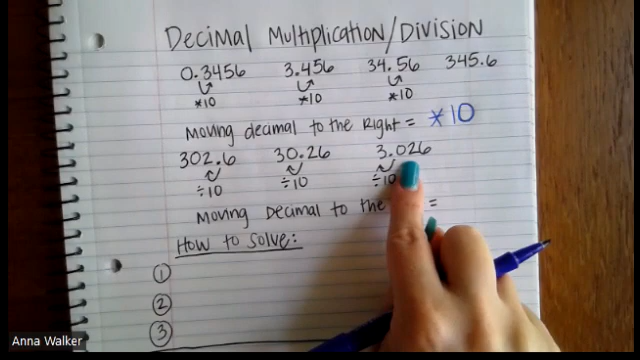 Decimal Multiplication/Division
0.3456 3.456 34.56 345.6
*10 *10 *10
Moving decimal to the Right = *10
302.6 30.26 3.026
÷10 ÷10 ÷10
Moving Decimal to the =
How to solve:
1
2
3
Anna Walker